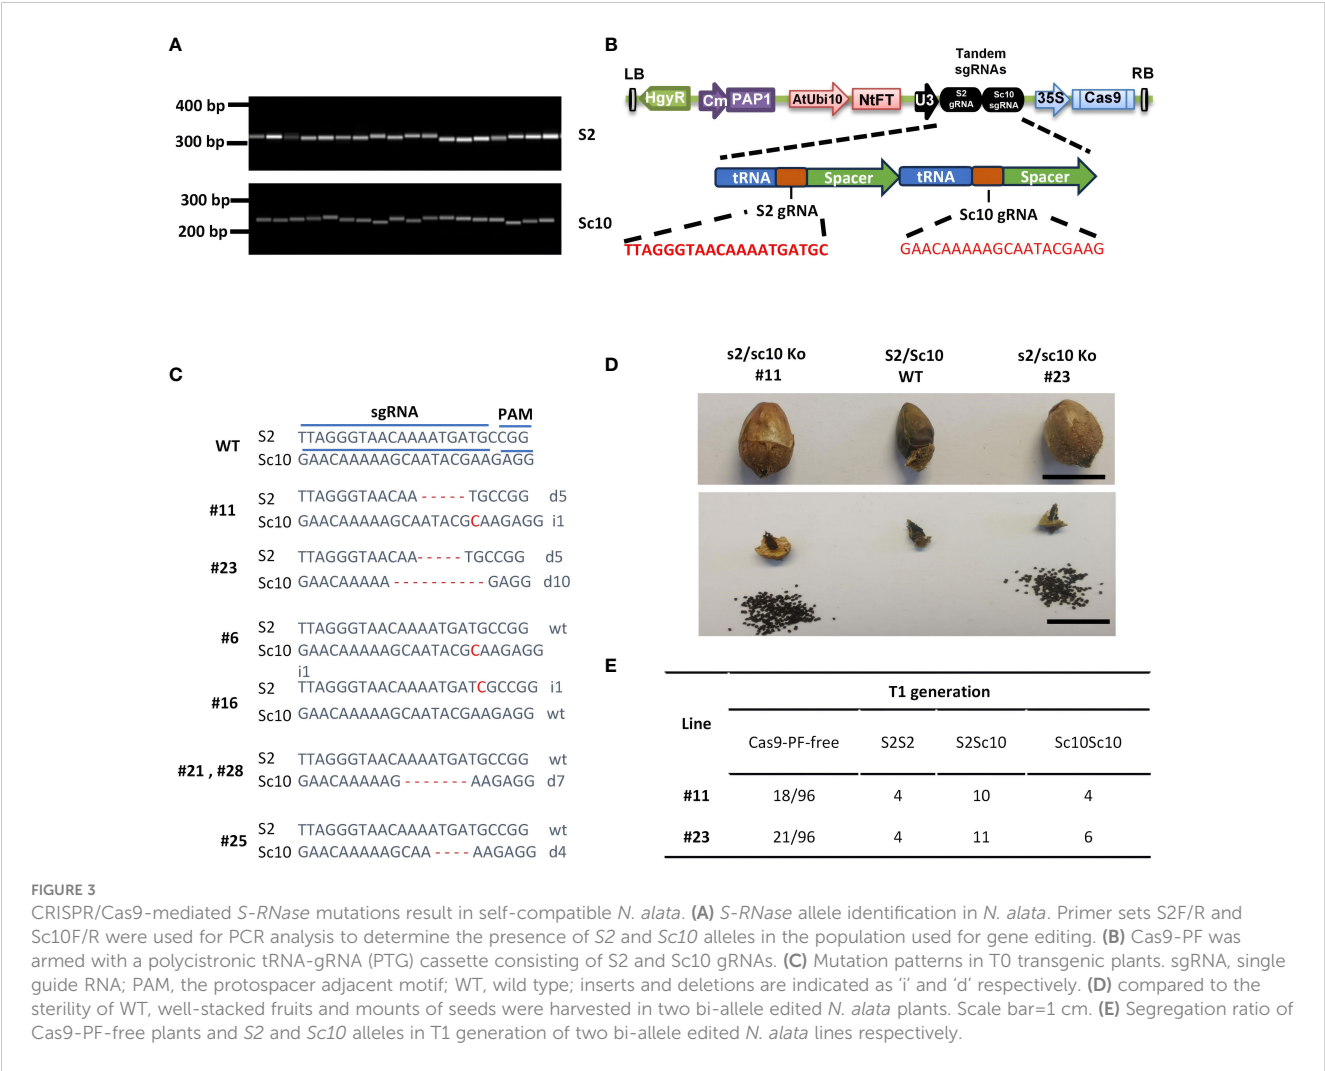 A
400 bp
300 bp
S2
300 bp
200 bp
Sc10
B
Tandem
sgRNAs
LB
RB
HgyR
Cm
PAP1
AtUbi10
NtFT
U3
S2
gRNA
Sc10
sgRNA
35S
Cas9
tRNA
Spacer
tRNA
Spacer
S2 gRNA
Sc10 gRNA
TTAGGGTAACAAAATGATGC
GAACAAAAAGCAATACGAAG
C
sgRNA
PAM
WT
S2 TTAGGGTAACAAAATGATGCCGG
Sc10 GAACAAAAAGCAATACGAAGAGG
#11
S2 TTAGGGTAACAA - - - - - TGCCGG d5
Sc10 GAACAAAAAGCAATACGCAAGAGG i1
#23
S2 TTAGGGTAACAA- - - - - TGCCGG d5
Sc10 GAACAAAAA - - - - - - - - - - GAGG d10
#6
S2 TTAGGGTAACAAAATGATGCCGG wt
Sc10 GAACAAAAAGCAATACGCAAGAGG
i1
#16
S2 TTAGGGTAACAAAATGATCGCCGG i1
Sc10 GAACAAAAAGCAATACGAAGAGG wt
#21 , #28
S2 TTAGGGTAACAAAATGATGCCGG wt
Sc10 GAACAAAAAG - - - - - - - AAGAGG d7
#25
S2 TTAGGGTAACAAAATGATGCCGG wt
Sc10 GAACAAAAAGCAA - - - - AAGAGG d4
D
s2/sc10 Ko
#11
S2/Sc10
WT
s2/sc10 Ko
#23
E
T1 generation
Line
Cas9-PF-free S2S2 S2Sc10 Sc10Sc10
#11 18/96 4 10 4
#23 21/96 4 11 6
FIGURE 3
CRISPR/Cas9-mediated S-RNase mutations result in self-compatible N. alata. (A) S-RNase allele identification in N. alata. Primer sets S2F/R and
Sc10F/R were used for PCR analysis to determine the presence of S2 and Sc10 alleles in the population used for gene editing. (B) Cas9-PF was
armed with a polycistronic tRNA-gRNA (PTG) cassette consisting of S2 and Sc10 gRNAs. (C) Mutation patterns in T0 transgenic plants. sgRNA, single
guide RNA; PAM, the protospacer adjacent motif; WT, wild type; inserts and deletions are indicated as ‘i’ and ‘d’ respectively. (D) compared to the
sterility of WT, well-stacked fruits and mounts of seeds were harvested in two bi-allele edited N. alata plants. Scale bar=1 cm. (E) Segregation ratio of
Cas9-PF-free plants and S2 and Sc10 alleles in T1 generation of two bi-allele edited N. alata lines respectively.